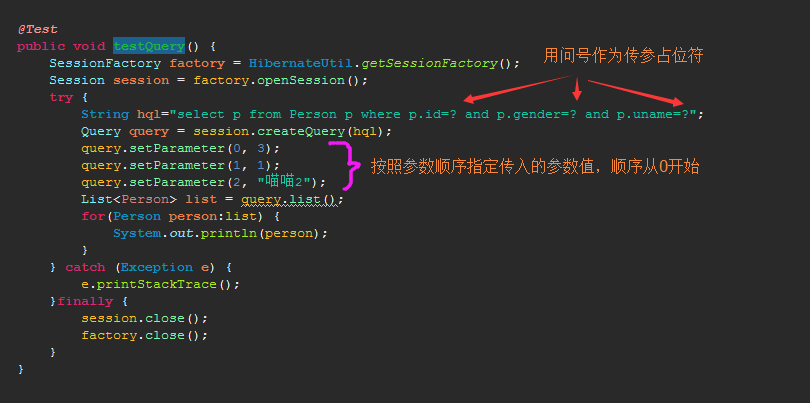 @Test
public void testQuery() {
SessionFactory factory = HibernateUtil.getSessionFactory();
用问号作为传参占位符
Session session = factory.openSession();
try {
String hql="select p from Person p where p.id=? and p.gender=? and p.uname=?";
Query query = session.createQuery(hql);
query.setParameter(0, 3);
query.setParameter(1, 1);
按照参数顺序指定传入的参数值，顺序从0开始
query.setParameter(2, "喵喵2");
List<Person> list = query.list();
for(Person person:list) {
System.out.println(person);
}
} catch (Exception e) {
e.printStackTrace();
}finally {
session.close();
factory.close();
}
}